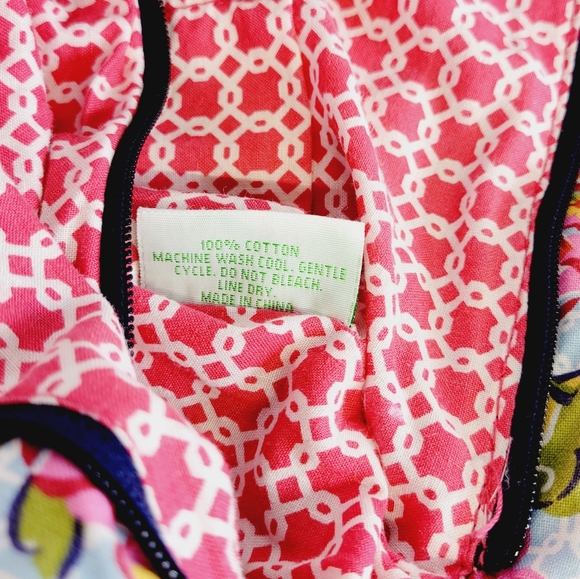 100% COTTON
MACHINE WASH COOL. GENTLE
CYCLE. DO NOT BLEACH.
LINE DRY.
MADE IN CHINA